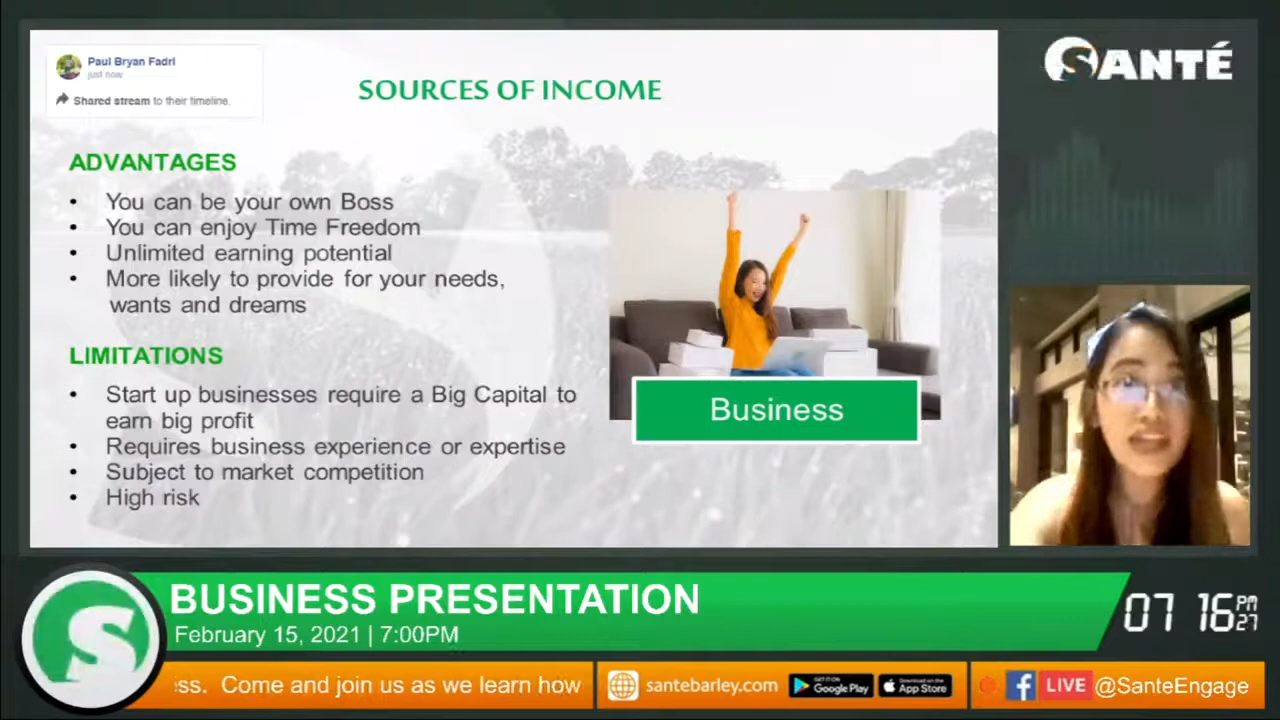 Paul Bryan Fadri
just now
Shared stream to their timeline.
SOURCES OF INCOME
SANTÉ
ADVANTAGES
• You can be your own Boss
• You can enjoy Time Freedom
• Unlimited earning potential
• More likely to provide for your needs,
wants and dreams
LIMITATIONS
• Start up businesses require a Big Capital to
earn big profit
• Requires business experience or expertise
• Subject to market competition
• High risk
Business
S
BUSINESS PRESENTATION
February 15, 2021 | 7:00PM
07 16 PM 27
ss. Come and join us as we learn how
santebarley.com
GET IT ON
Google Play
Download on the
App Store
f LIVE @SanteEngage